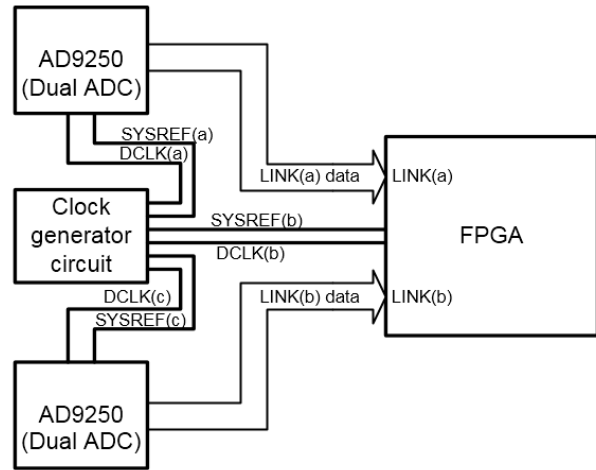 AD9250
(Dual ADC)
SYSREF(a)
DCLK(a)
LINK(a) data
LINK(a)
Clock
generator
circuit
SYSREF(b)
DCLK(b)
FPGA
DCLK(c)
SYSREF(c)
LINK(b) data
LINK(b)
AD9250
(Dual ADC)